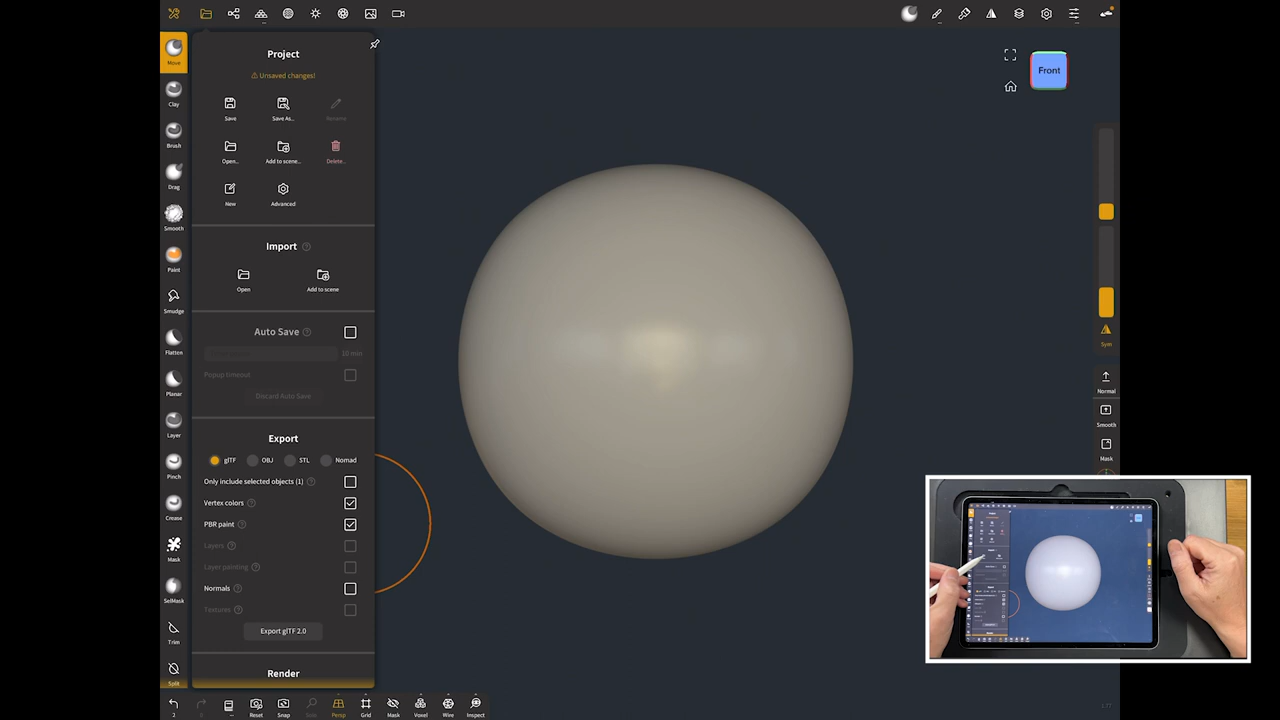 Move
Clay
Brush
Drag
Smooth
Paint
Smudge
Flatten
Planar
Layer
Pinch
Crease
Mask
SelMask
Trim
Split
Project
Unsaved changes!
Save
Save As...
Rename
Open...
Add to scene...
Delete...
New
Advanced
Import
Open
Add to scene
Auto Save
10 min
Popup timeout
Discard Auto Save
Export
glTF OBJ STL Nomad
Only include selected objects (1)
Vertex colors
PBR paint
Layers
Layer painting
Normals
Textures
Export glTF 2.0
Render
Front
Sym
Normal
Smooth
Mask
2
Reset
Snap
Solo
Persp
Grid
Mask
Voxel
Wire
Inspect